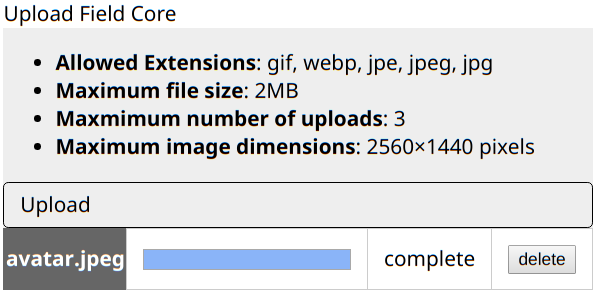 Upload Field Core
Allowed Extensions: gif, webp, jpe, jpeg, jpg
Maximum file size: 2MB
Maxmimum number of uploads: 3
Maximum image dimensions: 2560×1440 pixels
Upload
avatar.jpeg complete delete